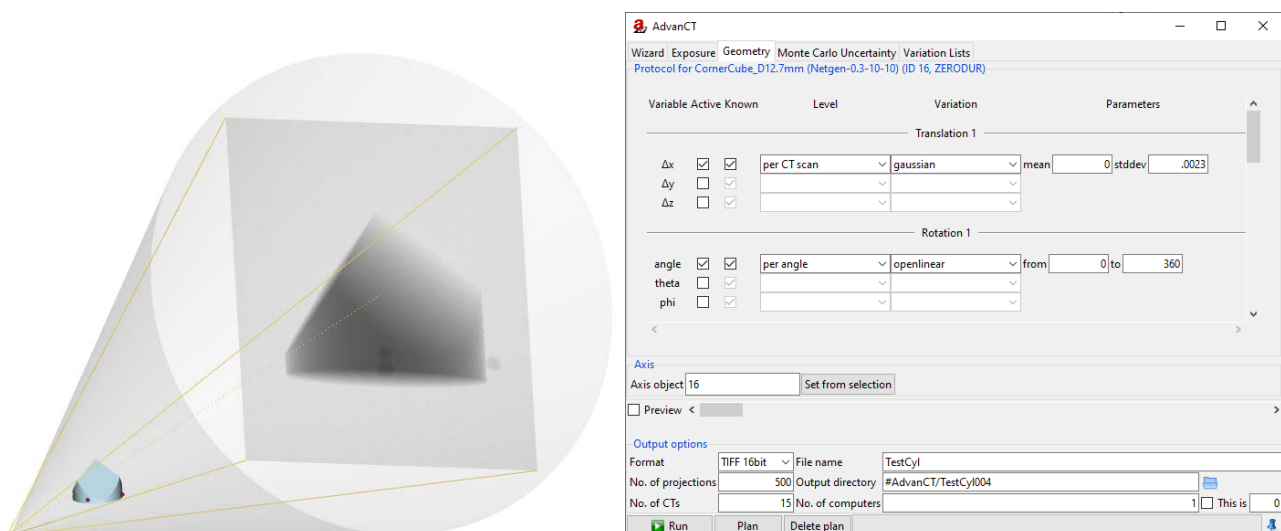 AdvanCT
Wizard Exposure Geometry Monte Carlo Uncertainty Variation Lists
Protocol for CornerCube_D12.7mm (Netgen-0.3-10-10) (ID 16, ZERODUR)
Variable Active Known Level Variation Parameters
Translation 1
Δx per CT scan gaussian mean 0 stddev .0023
Δy
Δz
Rotation 1
angle per angle openlinear from 0 to 360
theta
phi
Axis
Axis object 16 Set from selection
Preview
Output options
Format TIFF 16bit File name TestCyl
No. of projections 500 Output directory #AdvanCT/TestCyl004
No. of CTs 15 No. of computers 1 This is 0
Run Plan Delete plan